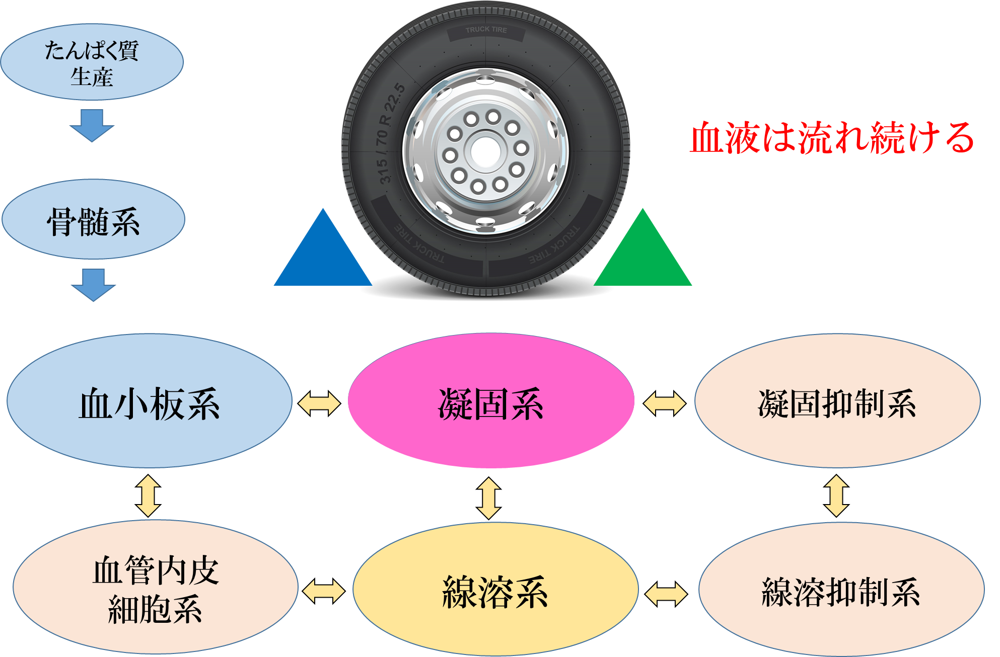 たんぱく質
生産
TRUCK TIRE
315 / 70 R 22.5
TRUCK TIRE
TRUCK TIRE
血液は流れ続ける
骨髄系
血小板系
凝固系
凝固抑制系
血管内皮
細胞系
線溶系
線溶抑制系